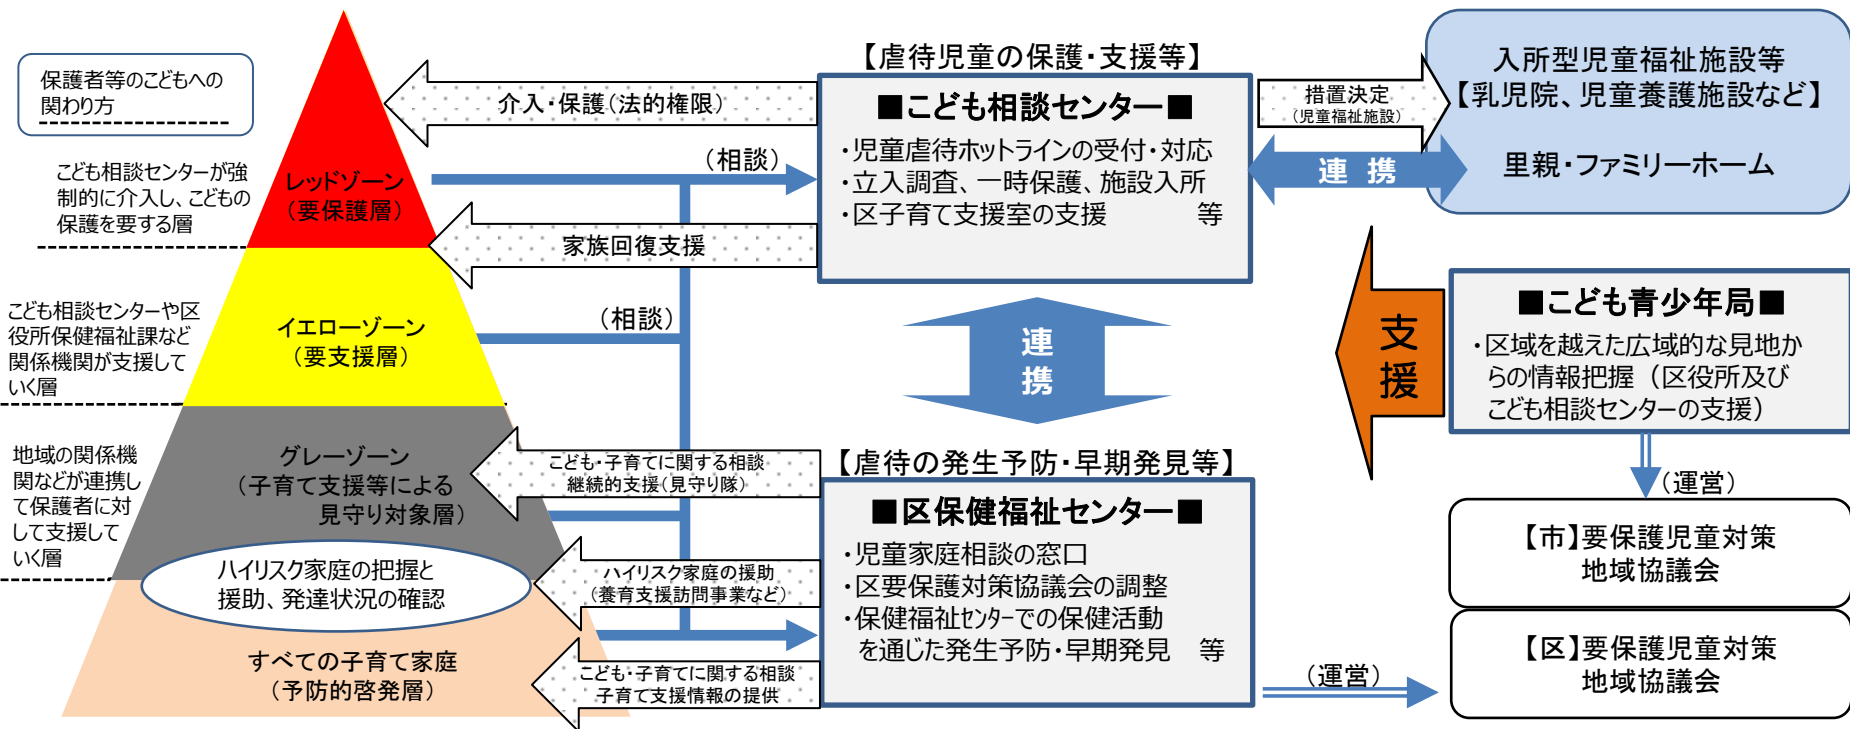 保護者等のこどもへの
関わり方
こども相談センターが強
制的に介入し、こどもの
保護を要する層
こども相談センターや区
役所保健福祉課など
関係機関が支援して
いく層
地域の関係機
関などが連携し
て保護者に対
して支援して
いく層
レッドゾーン
（要保護層）
イエローゾーン
（要支援層）
グレーゾーン
（子育て支援等による
見守り対象層）
ハイリスク家庭の把握と
援助、発達状況の確認
すべての子育て家庭
（予防的啓発層）
介入・保護（法的権限）
（相談）
家族回復支援
（相談）
こども・子育てに関する相談
継続的支援（見守り隊）
ハイリスク家庭の援助
（養育支援訪問事業など）
こども・子育てに関する相談
子育て支援情報の提供
【虐待児童の保護・支援等】
■こども相談センター■
・児童虐待ホットラインの受付・対応
・立入調査、一時保護、施設入所
・区子育て支援室の支援　等
連
携
【虐待の発生予防・早期発見等】
■区保健福祉センター■
・児童家庭相談の窓口
・区要保護対策協議会の調整
・保健福祉センターでの保健活動
を通じた発生予防・早期発見　等
措置決定
（児童福祉施設）
連 携
入所型児童福祉施設等
【乳児院、児童養護施設など】
里親・ファミリーホーム
支
援
■こども青少年局■
・区域を越えた広域的な見地か
らの情報把握（区役所及び
こども相談センターの支援）
（運営）
【市】要保護児童対策
地域協議会
（運営）
【区】要保護児童対策
地域協議会